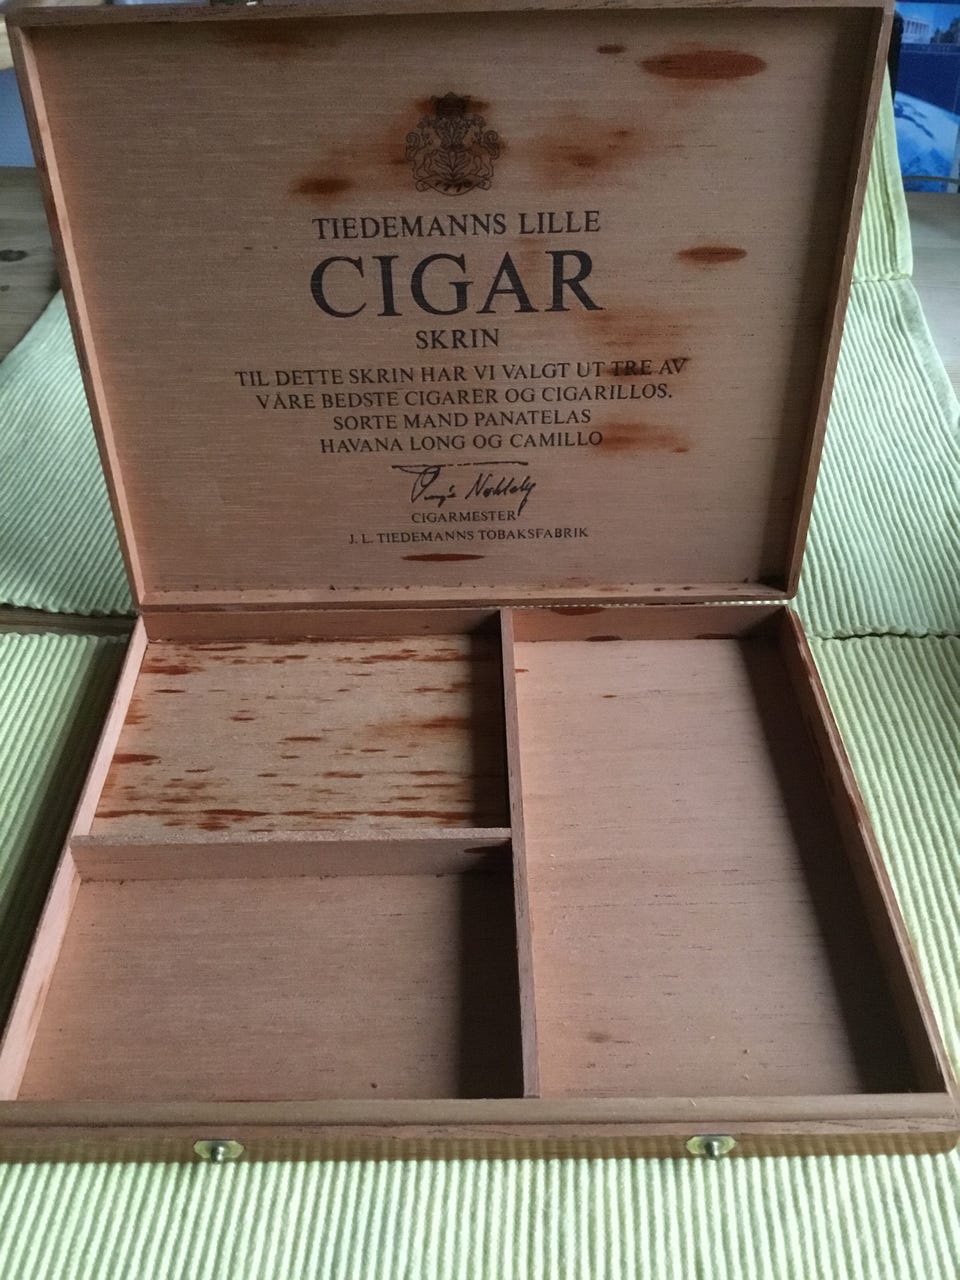 TIEDEMANNS LILLE
CIGAR
SKRIN
TIL DETTE SKRIN HAR VI VALGT UT TRE AV
VÅRE BEDSTE CIGARER OG CIGARILLOS.
SORTE MAND PANATELAS
HAVANA LONG OG CAMILLO
CIGARMESTER
J. L. TIEDEMANNS TOBAKSFABRIK